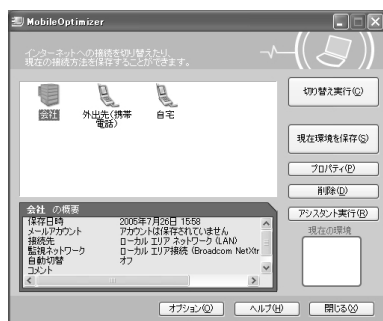 MobileOptimizer
インターネットへの接続を切り替えたり、
現在の接続方法を保存することができます。
切り替え実行(C)
会社
外出先(携帯
電話)
自宅
現在環境を保存(S)
プロパティ(P)
削除(D)
アシスタント実行(R)
現在の環境
会社 の概要
保存日時 2005年7月26日 15:58
メールアカウント アカウントは保存されていません
接続先 ローカル エリア ネットワーク (LAN)
監視ネットワーク ローカル エリア接続 (Broadcom NetXtr
自動切替 オフ
コメント
オプション(O) ヘルプ(H) 閉じる(X)